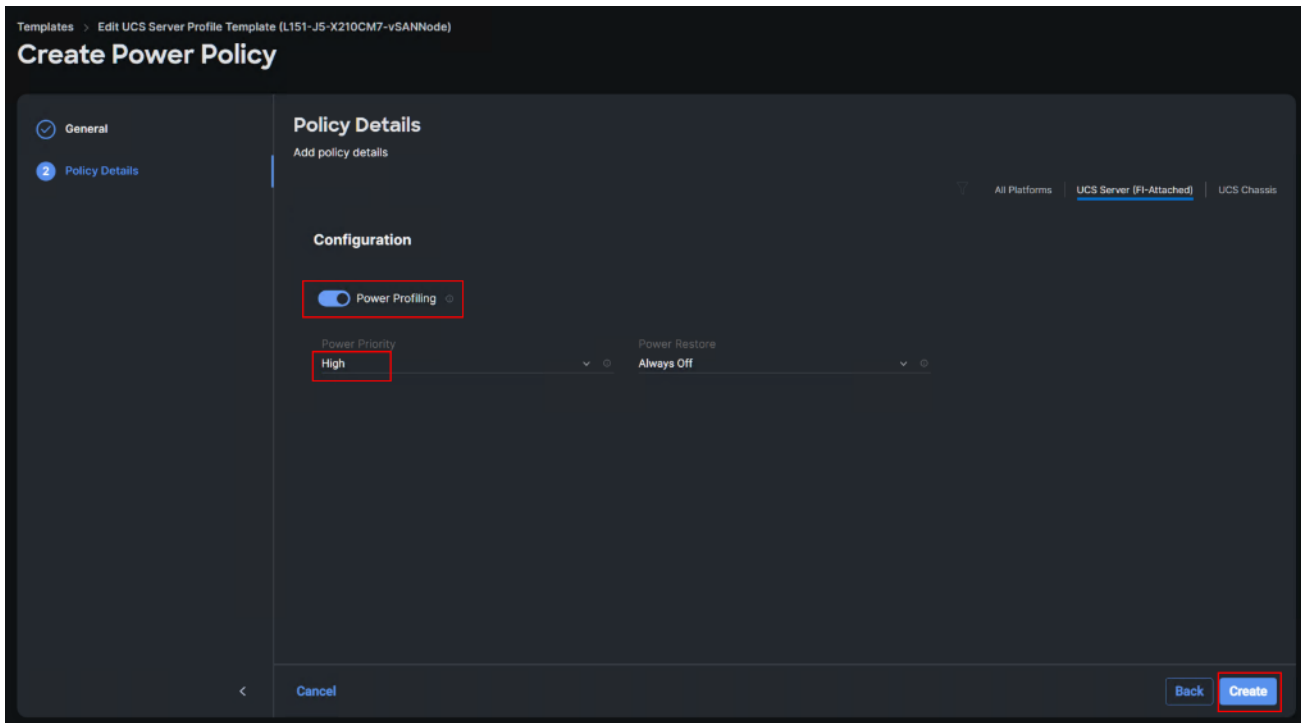 Templates > Edit UCS Server Profile Template (L151-J5-X210CM7-vSANNode)
Create Power Policy
General
2 Policy Details
Policy Details
Add policy details
All Platforms | UCS Server (FI-Attached) | UCS Chassis
Configuration
Power Profiling
Power Priority
High
Power Restore
Always Off
Cancel
Back
Create